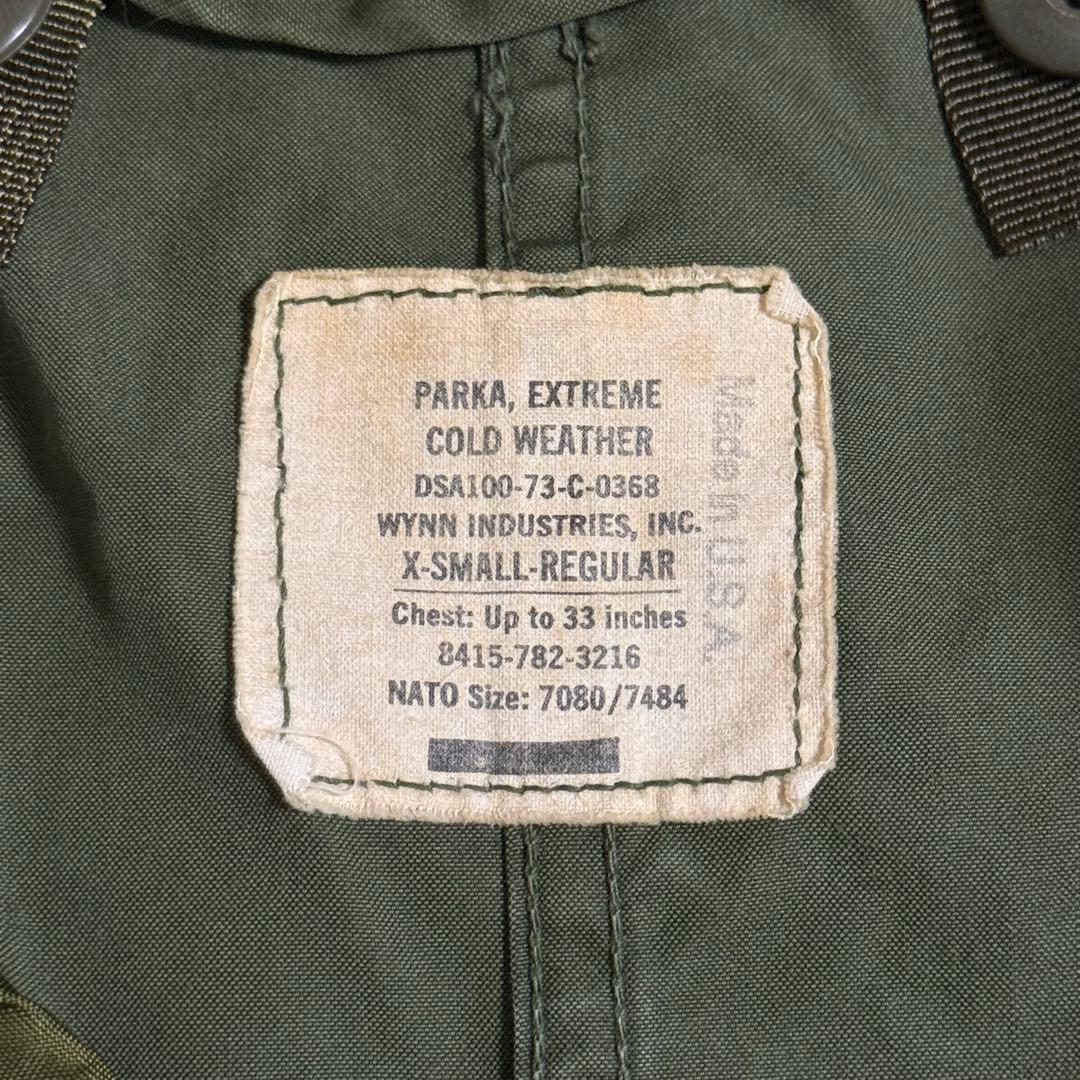 PARKA, EXTREME
COLD WEATHER
DSA100-73-C-0368
WYNN INDUSTRIES, INC.
X-SMALL-REGULAR
Chest: Up to 33 inches
8415-782-3216
NATO Size: 7080/7484
Made in U.S.A.